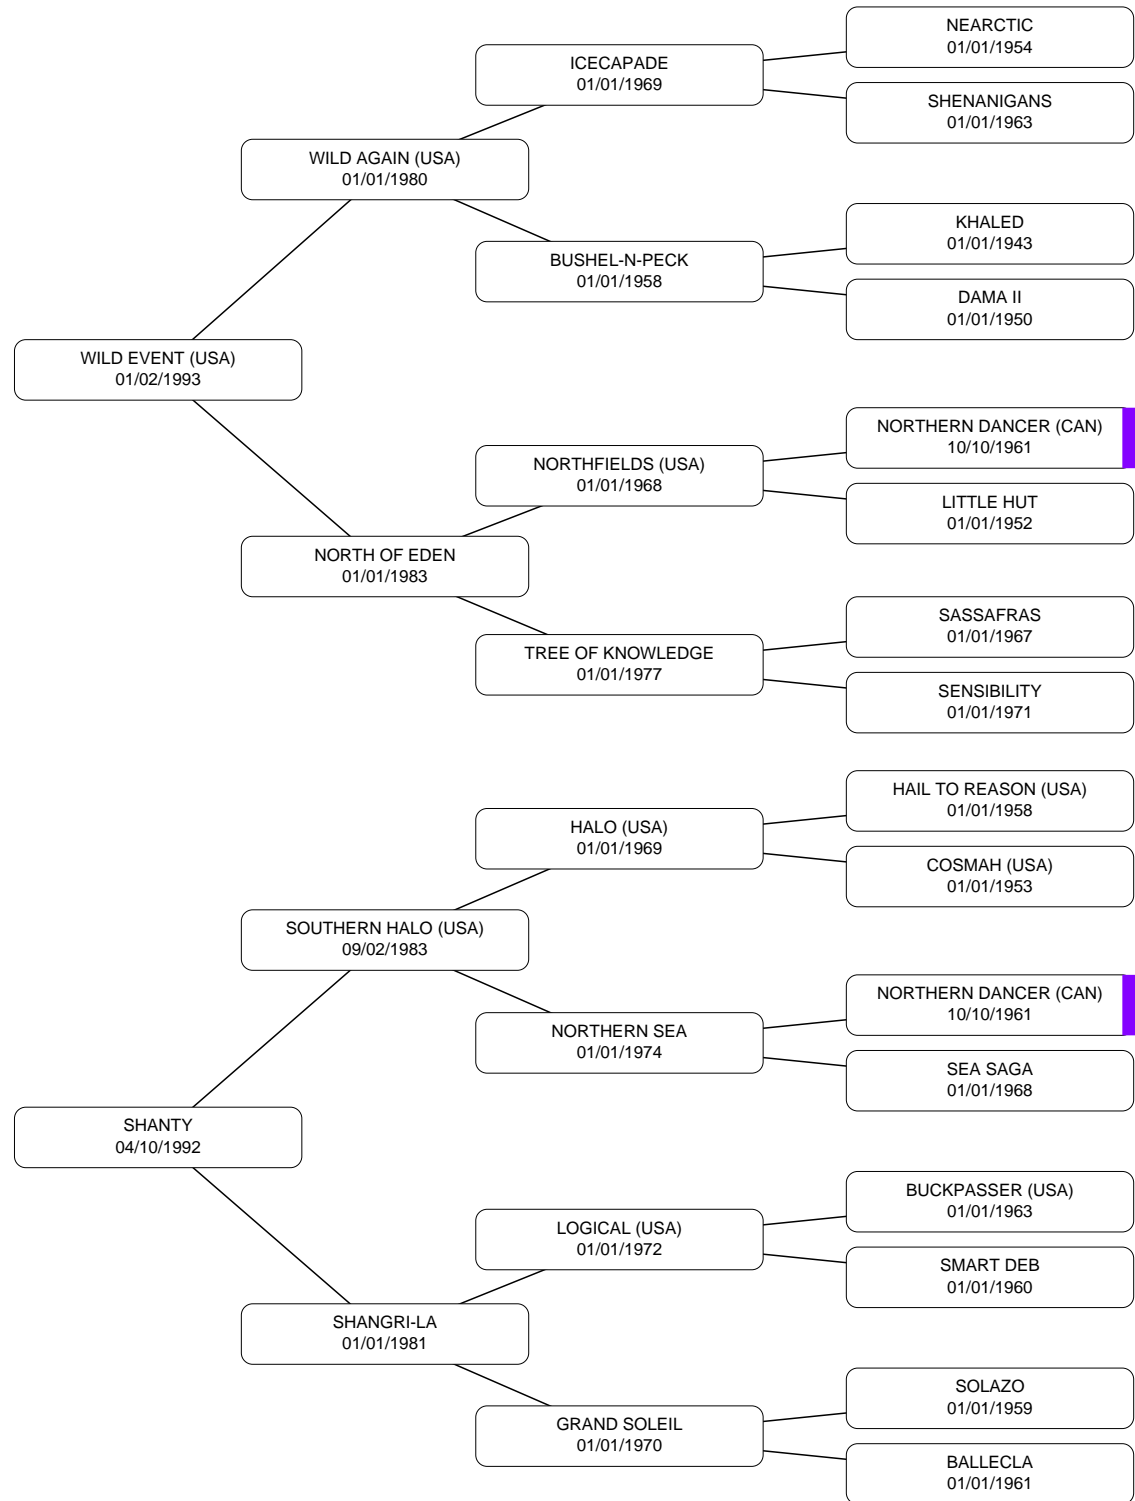 NEARCTIC
01/01/1954
ICECAPADE
01/01/1969
SHENANIGANS
01/01/1963
WILD AGAIN (USA)
01/01/1980
KHALED
01/01/1943
BUSHEL-N-PECK
01/01/1958
DAMA II
01/01/1950
WILD EVENT (USA)
01/02/1993
NORTHERN DANCER (CAN)
10/10/1961
NORTHFIELDS (USA)
01/01/1968
LITTLE HUT
01/01/1952
NORTH OF EDEN
01/01/1983
SASSAFRAS
01/01/1967
TREE OF KNOWLEDGE
01/01/1977
SENSIBILITY
01/01/1971
HAIL TO REASON (USA)
01/01/1958
HALO (USA)
01/01/1969
COSMAH (USA)
01/01/1953
SOUTHERN HALO (USA)
09/02/1983
NORTHERN DANCER (CAN)
10/10/1961
NORTHERN SEA
01/01/1974
SEA SAGA
01/01/1968
SHANTY
04/10/1992
BUCKPASSER (USA)
01/01/1963
LOGICAL (USA)
01/01/1972
SMART DEB
01/01/1960
SHANGRI-LA
01/01/1981
SOLAZO
01/01/1959
GRAND SOLEIL
01/01/1970
BALLECLA
01/01/1961